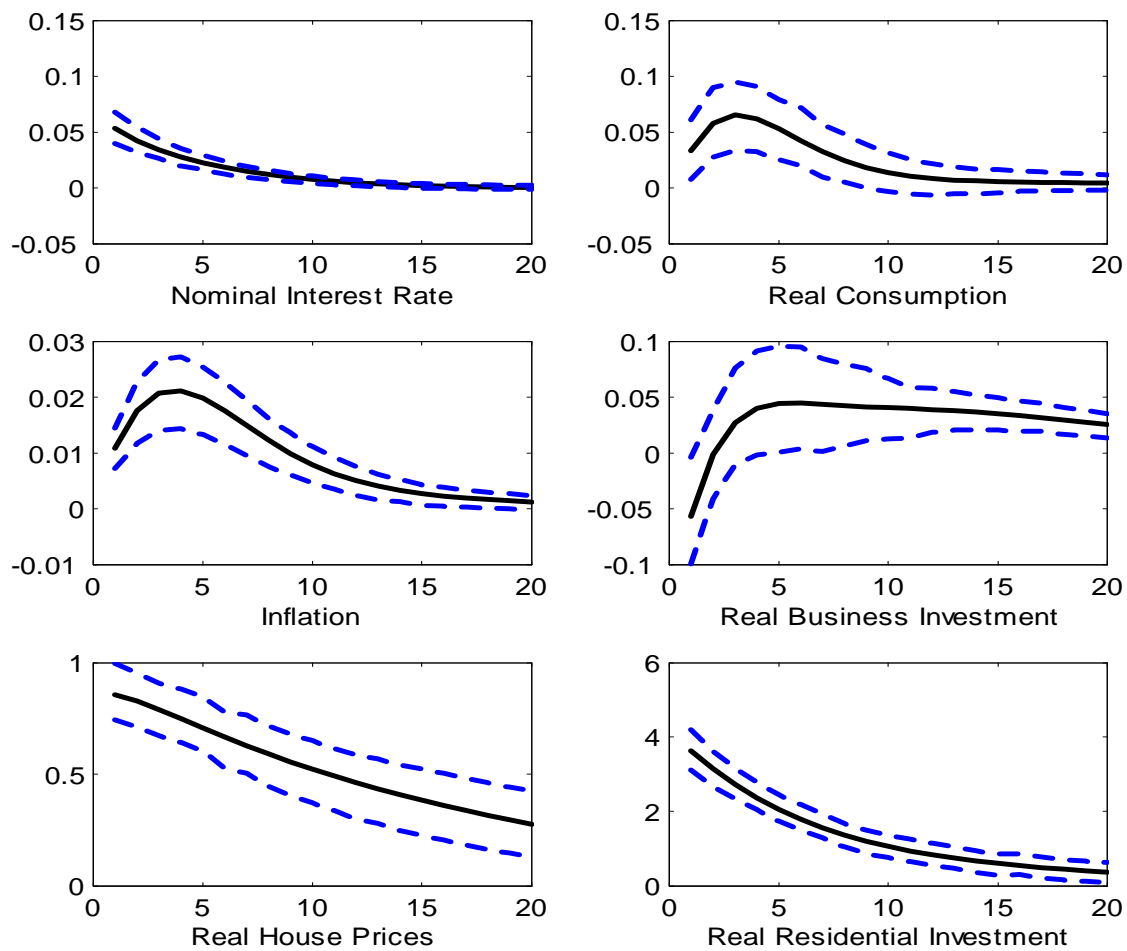 0.15 0.15
0.1 0.1
0.05 0.05
0 0
-0.05 -0.05
0 5 10 15 20 0 5 10 15 20
Nominal Interest Rate Real Consumption
0.03 0.1
0.02 0.05
0.01 0
0 -0.05
-0.01 -0.1
0 5 10 15 20 0 5 10 15 20
Inflation Real Business Investment
1 6
4
0.5
2
0 0
0 5 10 15 20 0 5 10 15 20
Real House Prices Real Residential Investment